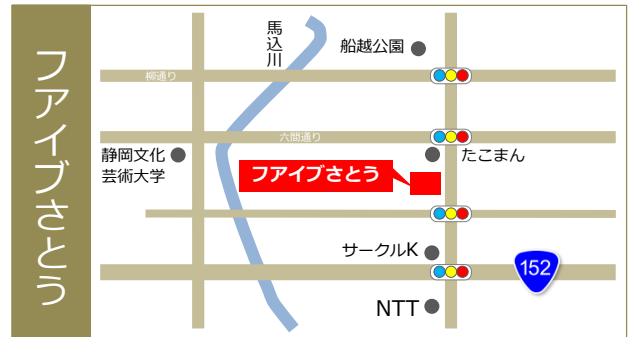 フアイブさとう
馬込川
船越公園
柳通り
六間通り
静岡文化
芸術大学
たこまん
フアイブさとう
サークルK
152
NTT